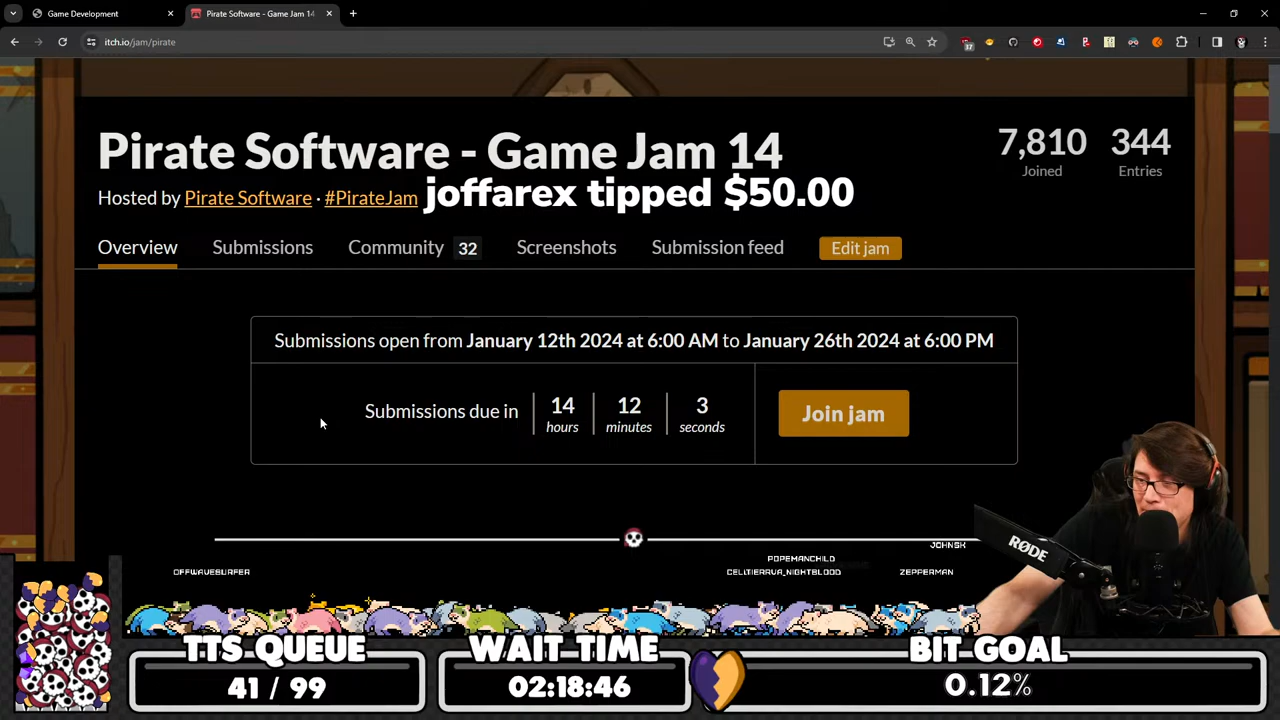 Game Development
Pirate Software - Game Jam 14
itch.io/jam/pirate
37
Pirate Software - Game Jam 14
7,810
Joined
344
Entries
Hosted by Pirate Software · #PirateJam
joffarex tipped $50.00
Overview
Submissions
Community 32
Screenshots
Submission feed
Edit jam
Submissions open from January 12th 2024 at 6:00 AM to January 26th 2024 at 6:00 PM
Submissions due in
14
hours
12
minutes
3
seconds
Join jam
RØDE
JOHNSK
POPEMANCHILD
OFFWAVESURFER
CELLTIERRVA_NIGHTBLOOD
ZEPPERMAN
TTS QUEUE
41 / 99
WAIT TIME
02:18:46
BIT GOAL
0.12%